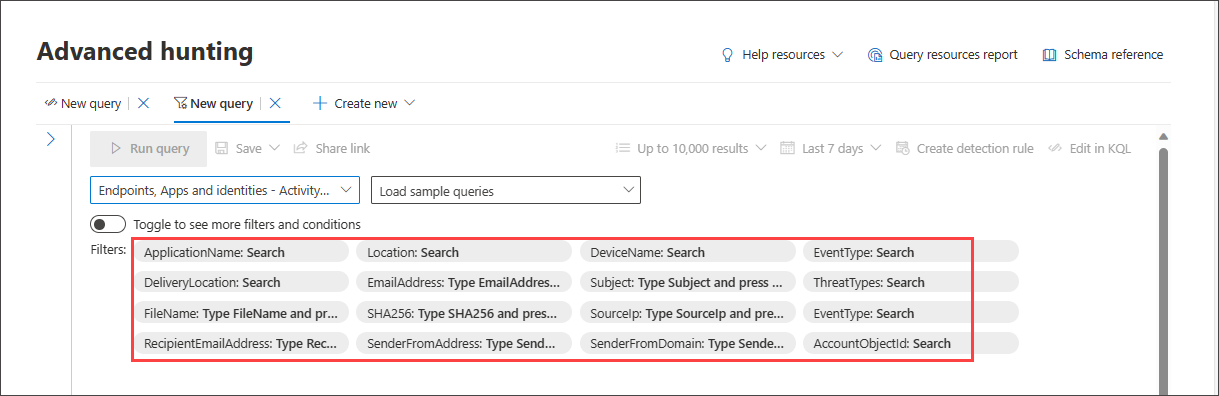 Advanced hunting
Help resources Query resources report Schema reference
New query New query Create new
Run query Save Share link Up to 10,000 results Last 7 days Create detection rule Edit in KQL
Endpoints, Apps and identities - Activity... Load sample queries
Toggle to see more filters and conditions
Filters: ApplicationName: Search Location: Search DeviceName: Search EventType: Search
DeliveryLocation: Search EmailAddress: Type EmailAddres... Subject: Type Subject and press ... ThreatTypes: Search
FileName: Type FileName and pr... SHA256: Type SHA256 and pres... SourceIp: Type SourceIp and pre... EventType: Search
RecipientEmailAddress: Type Rec... SenderFromAddress: Type Send... SenderFromDomain: Type Sende... AccountObjectId: Search